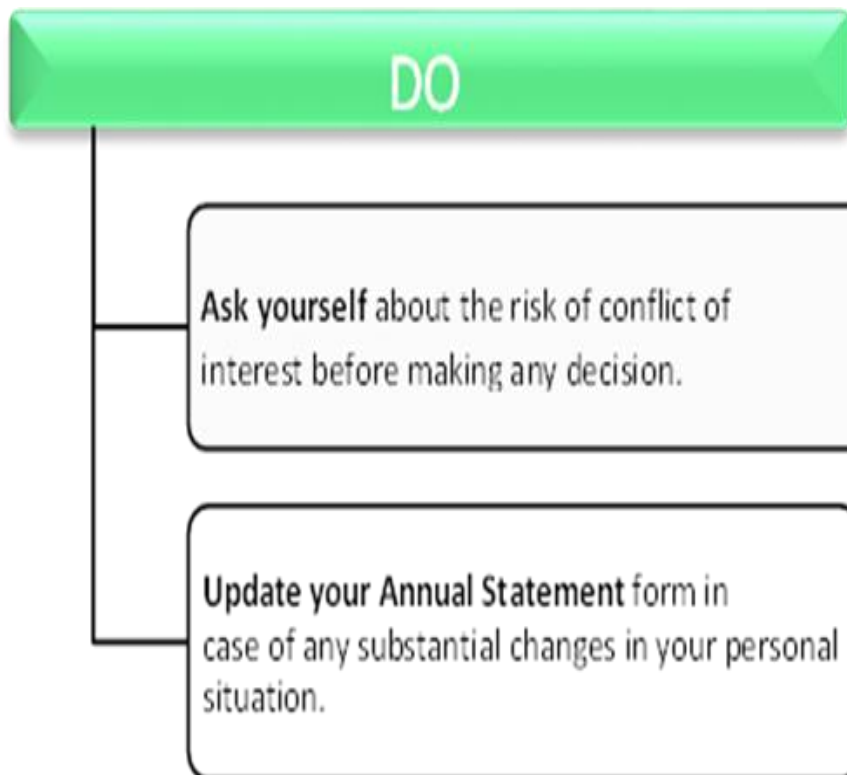 DO
Ask yourself about the risk of conflict of
interest before making any decision.
Update your Annual Statement form in
case of any substantial changes in your personal
situation.